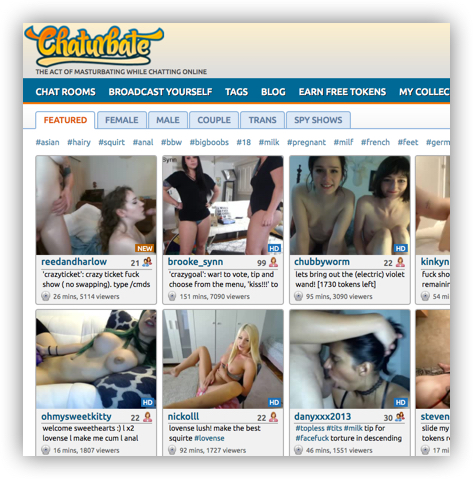 Chaturbate
THE ACT OF MASTURBATING WHILE CHATTING ONLINE
CHAT ROOMS BROADCAST YOURSELF TAGS BLOG EARN FREE TOKENS MY COLLEC
FEATURED FEMALE MALE COUPLE TRANS SPY SHOWS
#asian #hairy #squirt #anal #bbw #bigboobs #18 #milk #pregnant #milf #french #feet #germ
NEW HD HD
reedandharlow 21 brooke_synn 99 chubbyworm 22 kinkyn
'crazyticket': crazy ticket fuck 'crazygoal': war! to vote, tip and lets bring out the (electric) violet fuck sho
show ( no swapping). type /cmds choose from the menu, 'kiss!!!' to wand! [1730 tokens left] remaining
26 mins, 5114 viewers 151 mins, 7090 viewers 95 mins, 3090 viewers 54 m
HD HD HD
ohmysweetkitty 22 nickolll 22 danyxxx2013 30 steven
welcome sweethearts :) l x2 lovense lush! make the best #topless #tits #milk tip for slide my
lovense l make me cum l anal squirte #lovense #facefuck torture in descending tokens r
16 mins, 1807 viewers 92 mins, 1727 viewers 46 mins, 1551 viewers